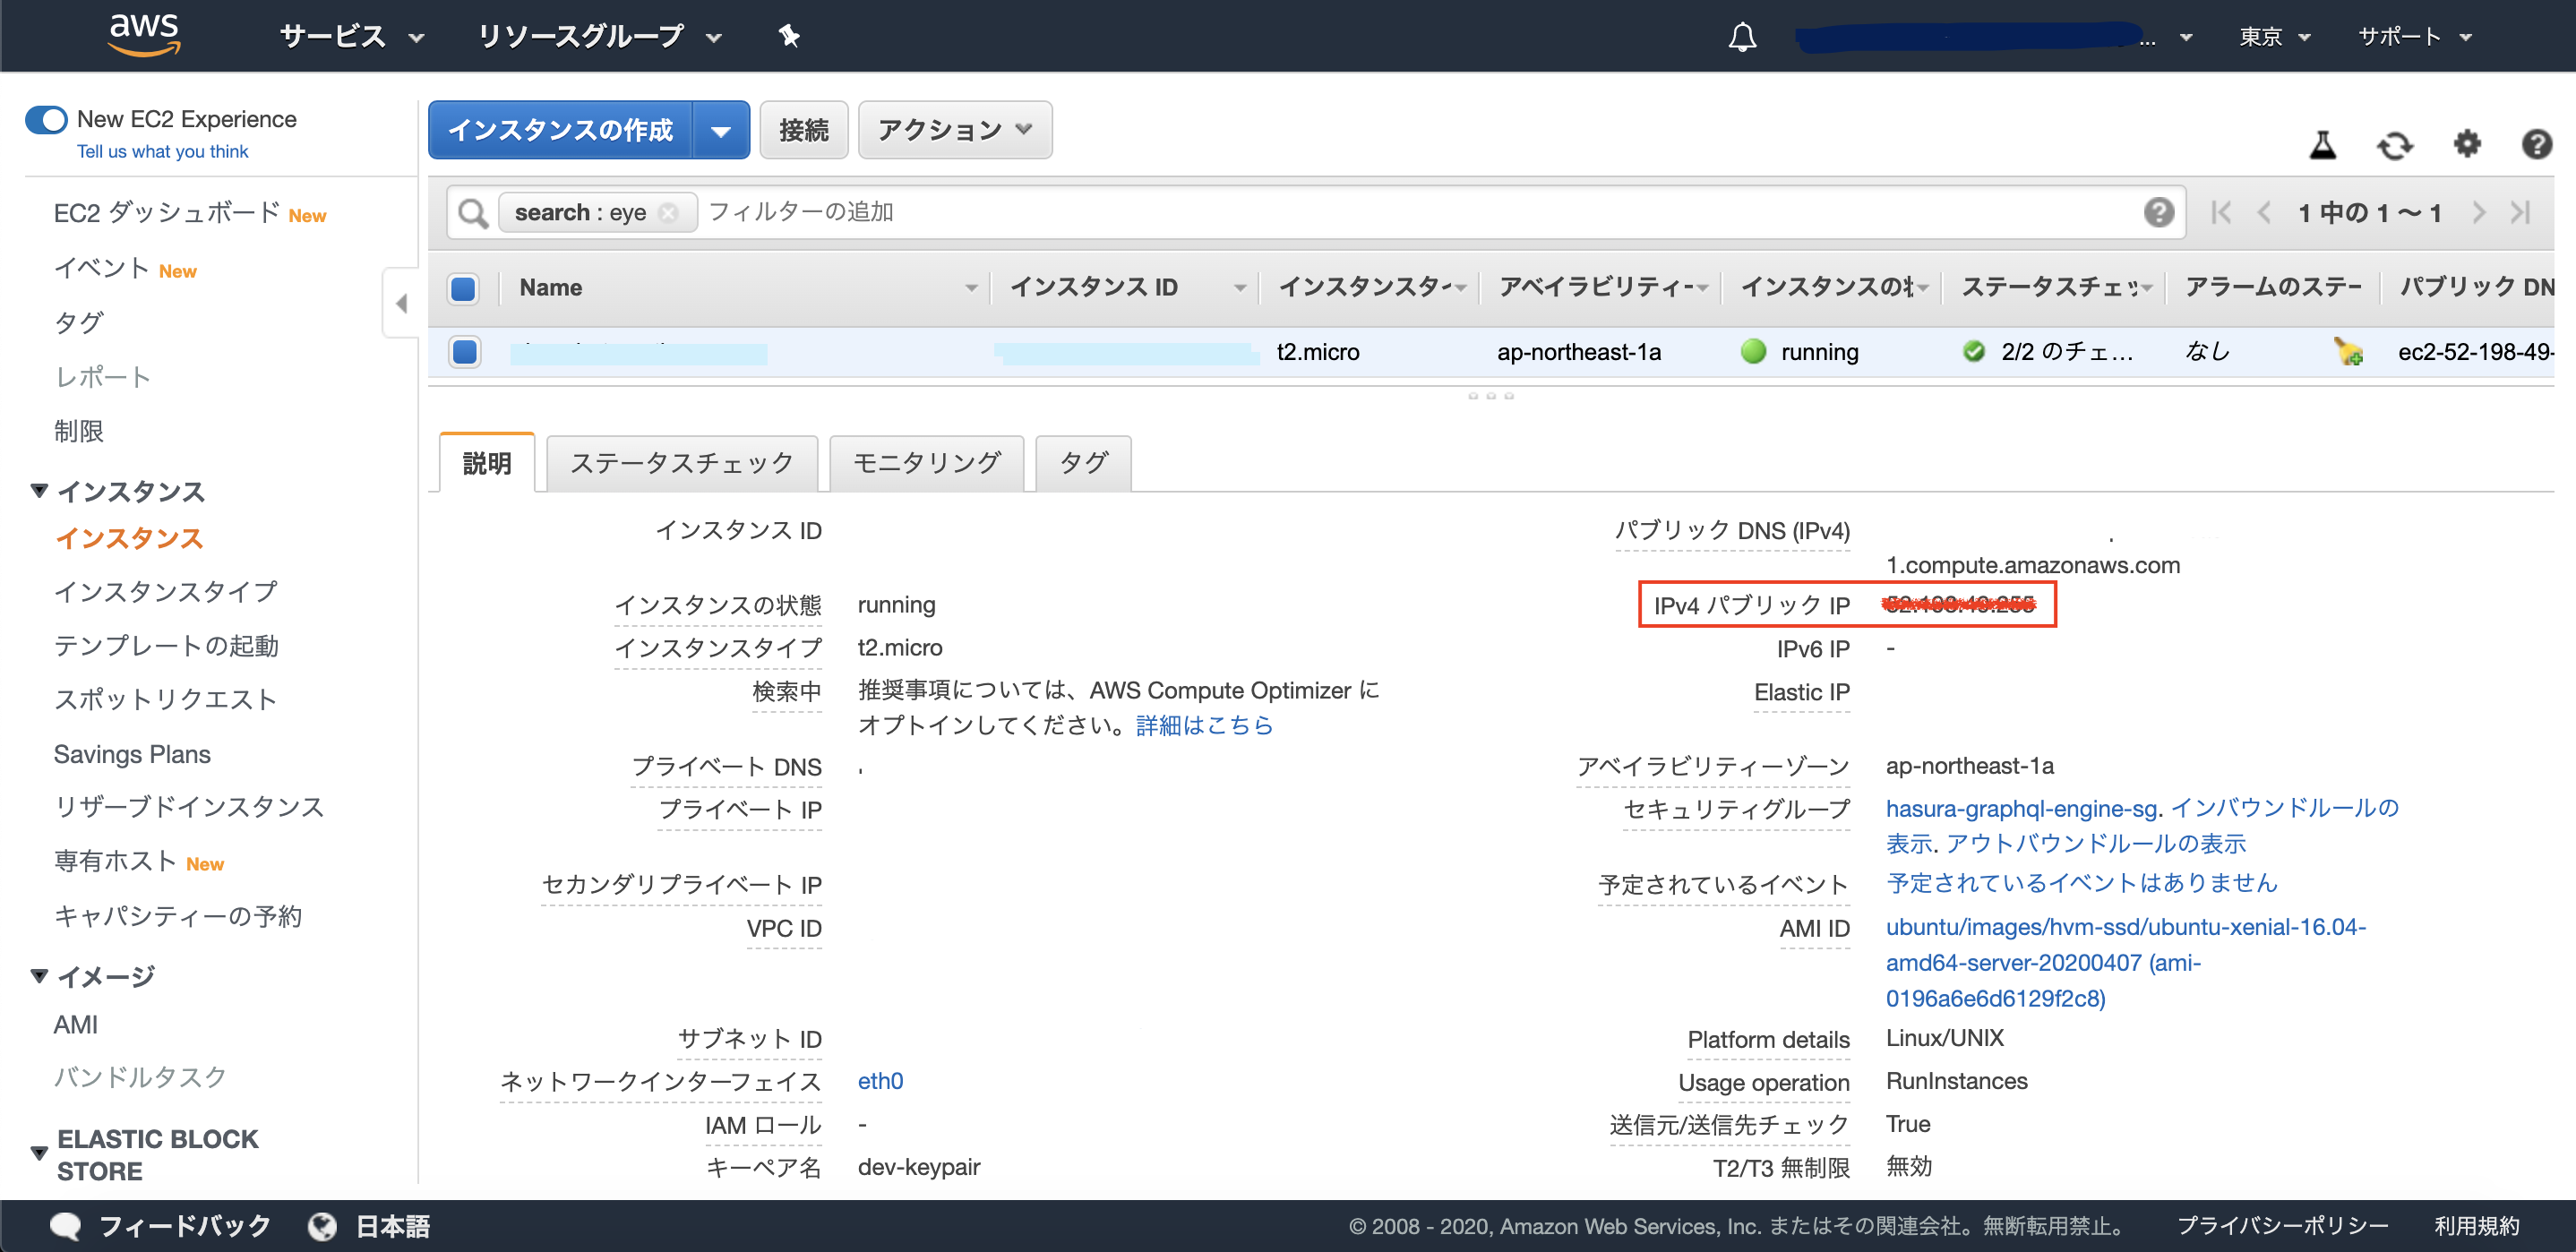 aws サービス リソースグループ ... 東京 サポート
New EC2 Experience
Tell us what you think
インスタンスの作成 接続 アクション
EC2 ダッシュボード New
イベント New
タグ
レポート
制限
インスタンス
インスタンス
インスタンスタイプ
テンプレートの起動
スポットリクエスト
Savings Plans
リザーブドインスタンス
専有ホスト New
キャパシティーの予約
イメージ
AMI
バンドルタスク
ELASTIC BLOCK
STORE
search : eye フィルターの追加 1 中の 1 ～ 1
Name インスタンス ID インスタンスタイ アベイラビリティー インスタンスの状 ステータスチェッ アラームのステー パブリック DN
t2.micro ap-northeast-1a running 2/2 のチェ... なし ec2-52-198-49-
説明 ステータスチェック モニタリング タグ
インスタンス ID
インスタンスの状態 running
インスタンスタイプ t2.micro
検索中 推奨事項については、AWS Compute Optimizer に
オプトインしてください。詳細はこちら
プライベート DNS
プライベート IP
セカンダリプライベート IP
VPC ID
サブネット ID
ネットワークインターフェイス eth0
IAM ロール -
キーペア名 dev-keypair
パブリック DNS (IPv4)
1.compute.amazonaws.com
IPv4 パブリック IP
IPv6 IP -
Elastic IP
アベイラビリティーゾーン ap-northeast-1a
セキュリティグループ hasura-graphql-engine-sg. インバウンドルールの
表示. アウトバウンドルールの表示
予定されているイベント 予定されているイベントはありません
AMI ID ubuntu/images/hvm-ssd/ubuntu-xenial-16.04-
amd64-server-20200407 (ami-
0196a6e6d6129f2c8)
Platform details Linux/UNIX
Usage operation RunInstances
送信元/送信先チェック True
T2/T3 無制限 無効
フィードバック 日本語 © 2008 - 2020, Amazon Web Services, Inc. またはその関連会社。無断転用禁止。 プライバシーポリシー 利用規約